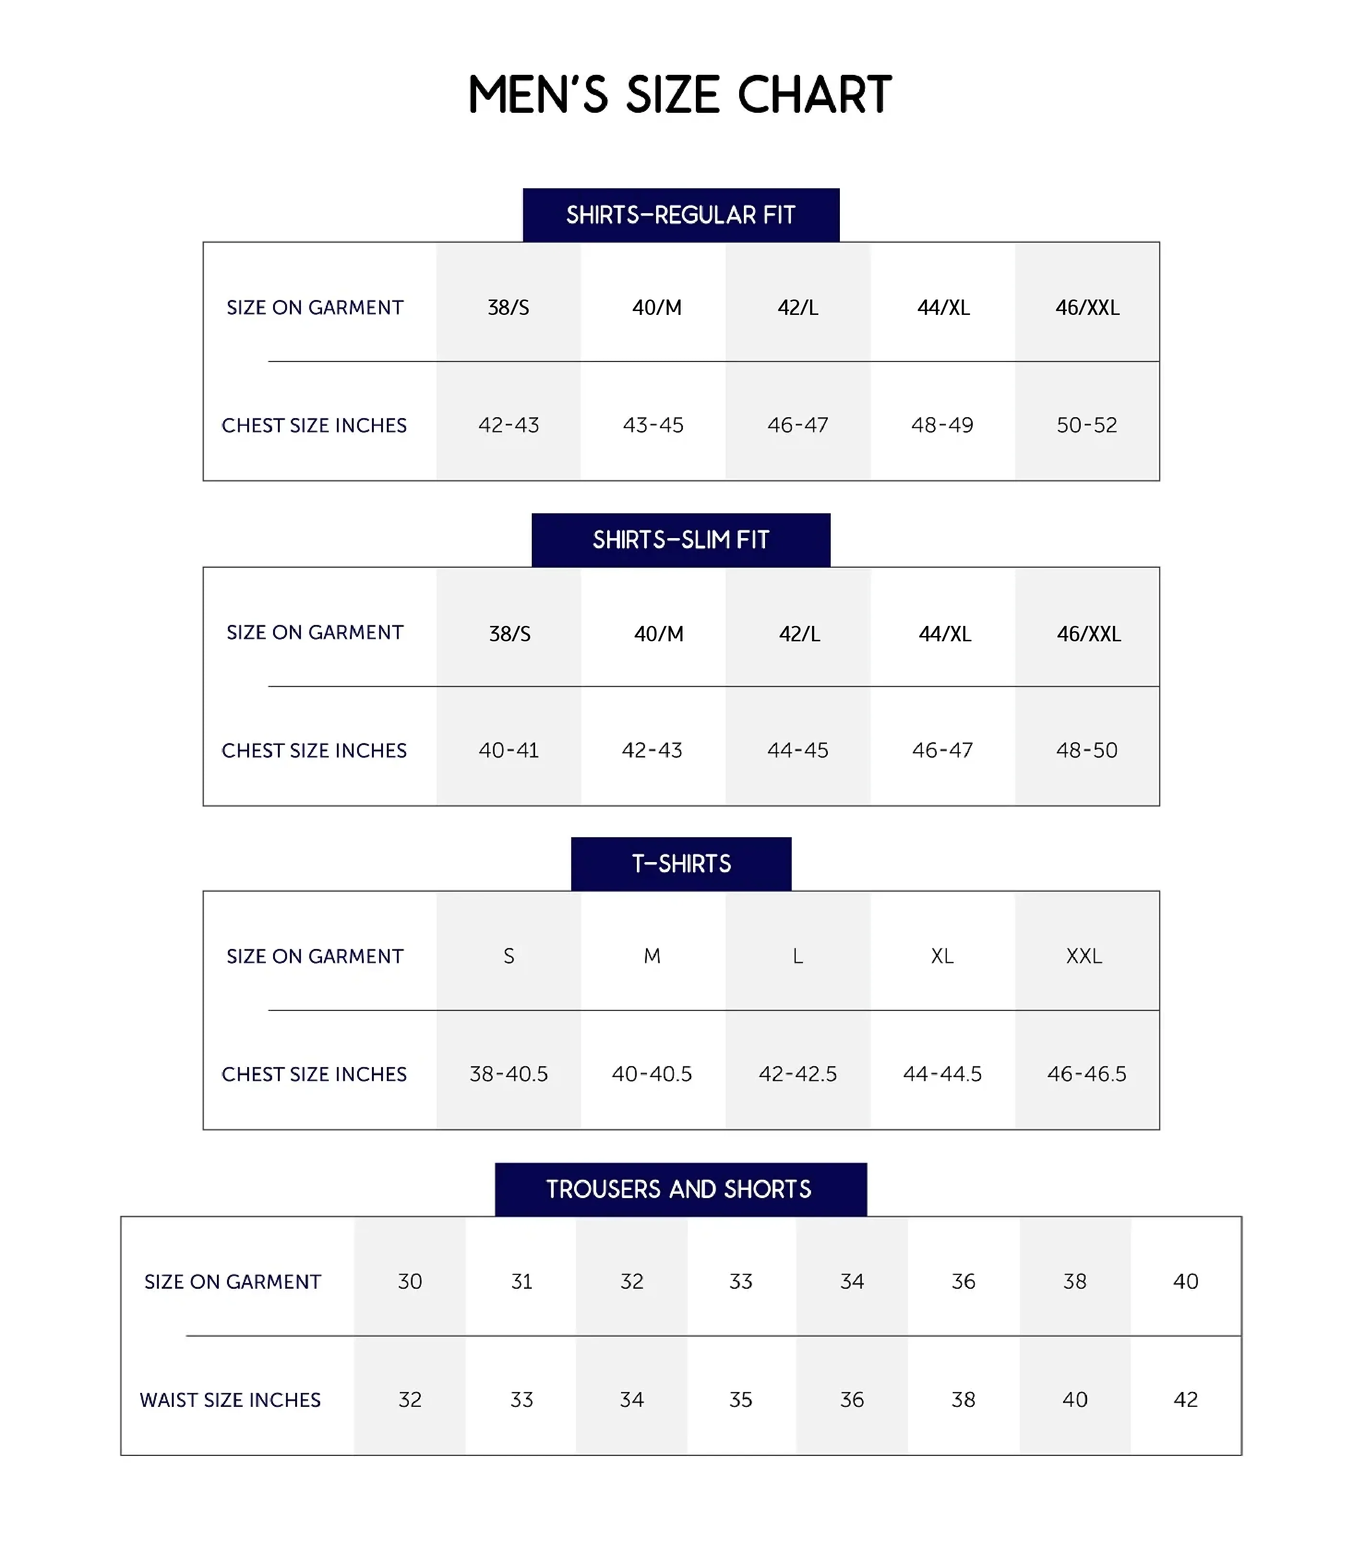 MEN'S SIZE CHART
SHIRTS–REGULAR FIT
SIZE ON GARMENT 38/S 40/M 42/L 44/XL 46/XXL
CHEST SIZE INCHES 42-43 43-45 46-47 48-49 50-52
SHIRTS–SLIM FIT
SIZE ON GARMENT 38/S 40/M 42/L 44/XL 46/XXL
CHEST SIZE INCHES 40-41 42-43 44-45 46-47 48-50
T–SHIRTS
SIZE ON GARMENT S M L XL XXL
CHEST SIZE INCHES 38-40.5 40-40.5 42-42.5 44-44.5 46-46.5
TROUSERS AND SHORTS
SIZE ON GARMENT 30 31 32 33 34 36 38 40
WAIST SIZE INCHES 32 33 34 35 36 38 40 42